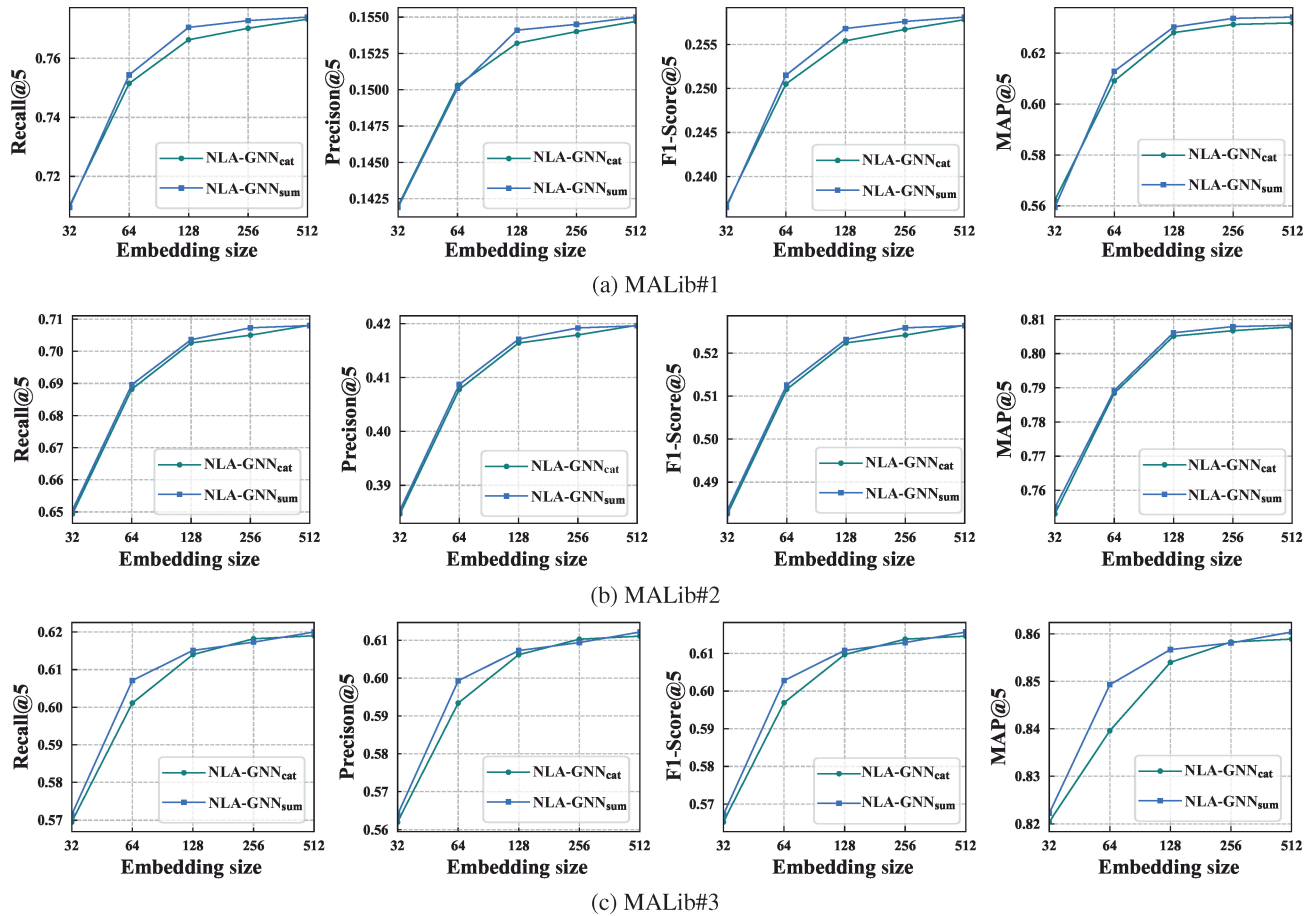 Recall@5
0.76
0.74
0.72
NLA-GNNcat
NLA-GNNsum
32 64 128 256 512
Embedding size
Precison@5
0.1550
0.1525
0.1500
0.1475
0.1450
0.1425
NLA-GNNcat
NLA-GNNsum
32 64 128 256 512
Embedding size
F1-Score@5
0.255
0.250
0.245
0.240
NLA-GNNcat
NLA-GNNsum
32 64 128 256 512
Embedding size
MAP@5
0.62
0.60
0.58
0.56
NLA-GNNcat
NLA-GNNsum
32 64 128 256 512
Embedding size
(a) MALib#1
Recall@5
0.71
0.70
0.69
0.68
0.67
0.66
0.65
NLA-GNNcat
NLA-GNNsum
32 64 128 256 512
Embedding size
Precison@5
0.42
0.41
0.40
0.39
NLA-GNNcat
NLA-GNNsum
32 64 128 256 512
Embedding size
F1-Score@5
0.52
0.51
0.50
0.49
NLA-GNNcat
NLA-GNNsum
32 64 128 256 512
Embedding size
MAP@5
0.81
0.80
0.79
0.78
0.77
0.76
NLA-GNNcat
NLA-GNNsum
32 64 128 256 512
Embedding size
(b) MALib#2
Recall@5
0.62
0.61
0.60
0.59
0.58
0.57
NLA-GNNcat
NLA-GNNsum
32 64 128 256 512
Embedding size
Precison@5
0.61
0.60
0.59
0.58
0.57
0.56
NLA-GNNcat
NLA-GNNsum
32 64 128 256 512
Embedding size
F1-Score@5
0.61
0.60
0.59
0.58
0.57
NLA-GNNcat
NLA-GNNsum
32 64 128 256 512
Embedding size
MAP@5
0.86
0.85
0.84
0.83
0.82
NLA-GNNcat
NLA-GNNsum
32 64 128 256 512
Embedding size
(c) MALib#3